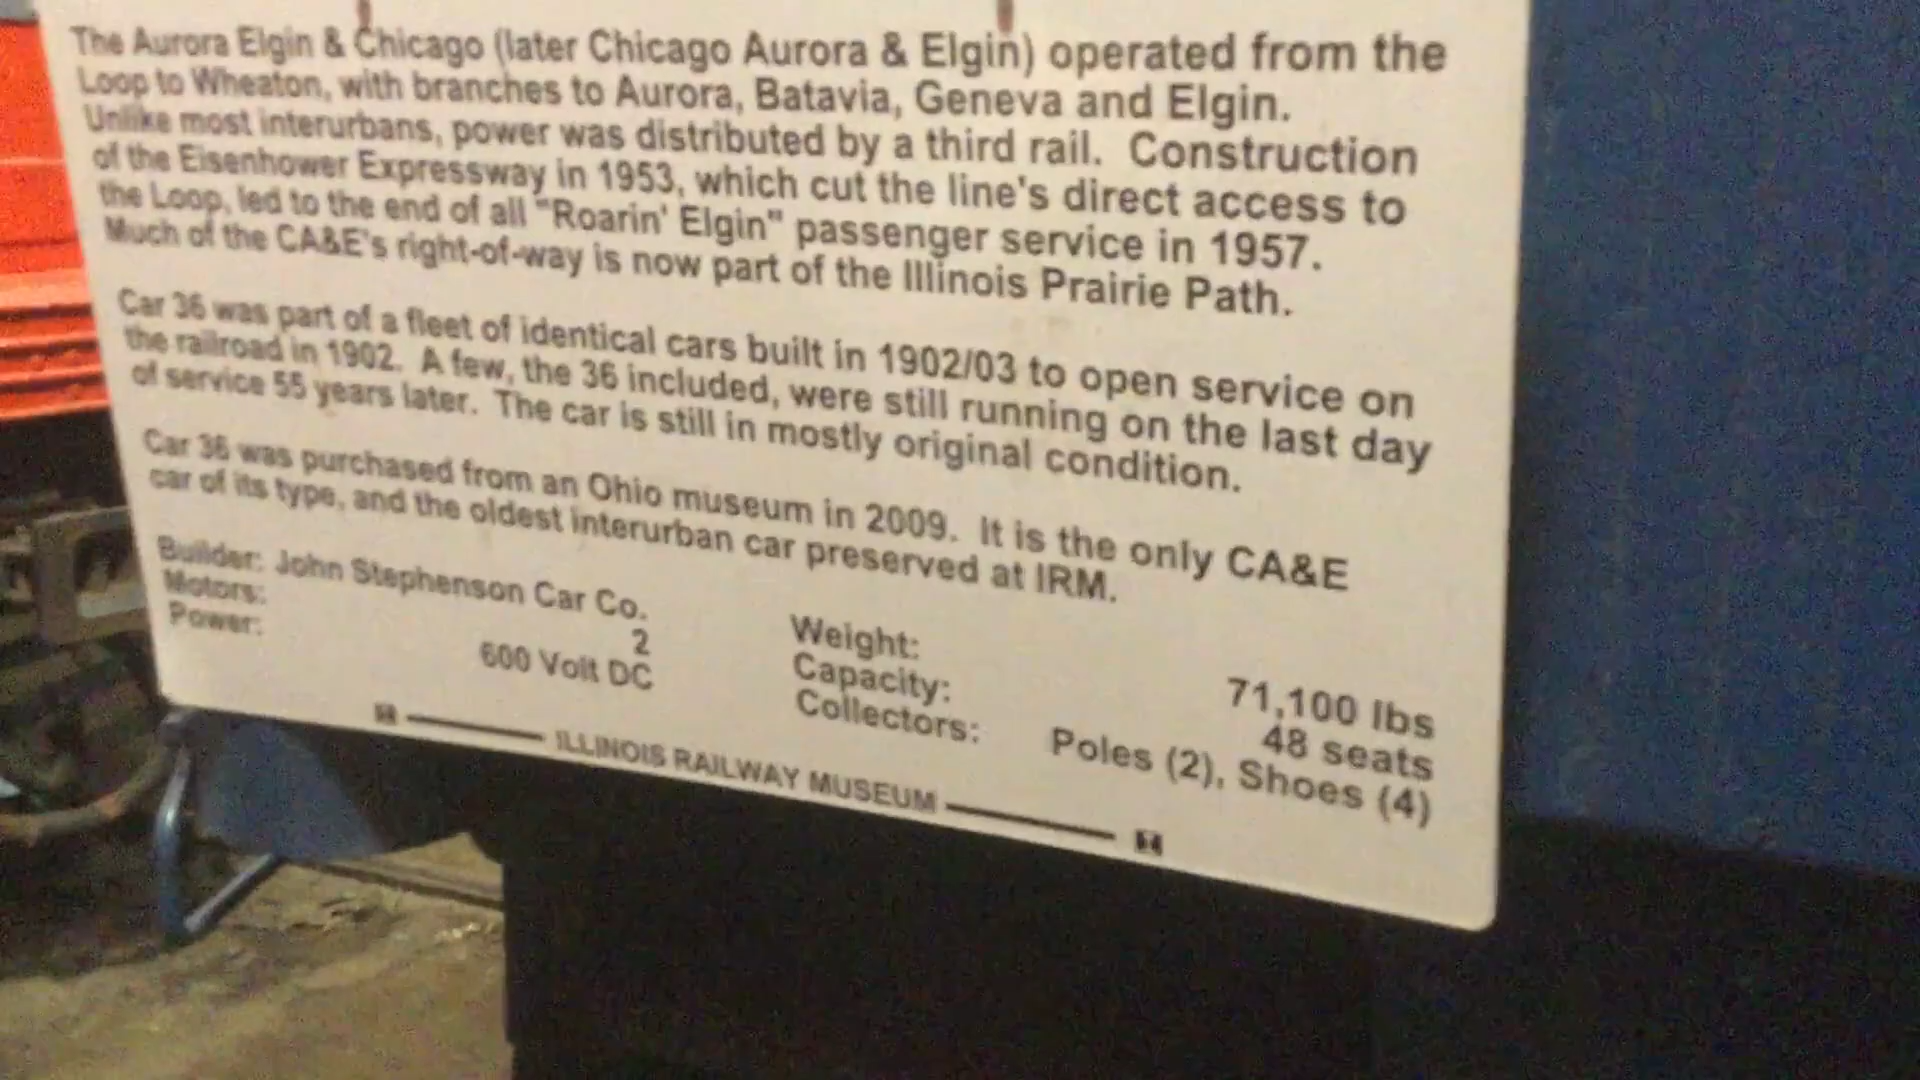 The Aurora Elgin & Chicago (later Chicago Aurora & Elgin) operated from the
Loop to Wheaton, with branches to Aurora, Batavia, Geneva and Elgin.
Unlike most interurbans, power was distributed by a third rail. Construction
of the Eisenhower Expressway in 1953, which cut the line's direct access to
the Loop, led to the end of all "Roarin' Elgin" passenger service in 1957.
Much of the CA&E's right-of-way is now part of the Illinois Prairie Path.
Car 36 was part of a fleet of identical cars built in 1902/03 to open service on
the railroad in 1902. A few, the 36 included, were still running on the last day
of service 55 years later. The car is still in mostly original condition.
Car 36 was purchased from an Ohio museum in 2009. It is the only CA&E
car of its type, and the oldest interurban car preserved at IRM.
Builder: John Stephenson Car Co.
Motors: 2
Power: 600 Volt DC
Weight: 71,100 lbs
Capacity: 48 seats
Collectors: Poles (2), Shoes (4)
ILLINOIS RAILWAY MUSEUM